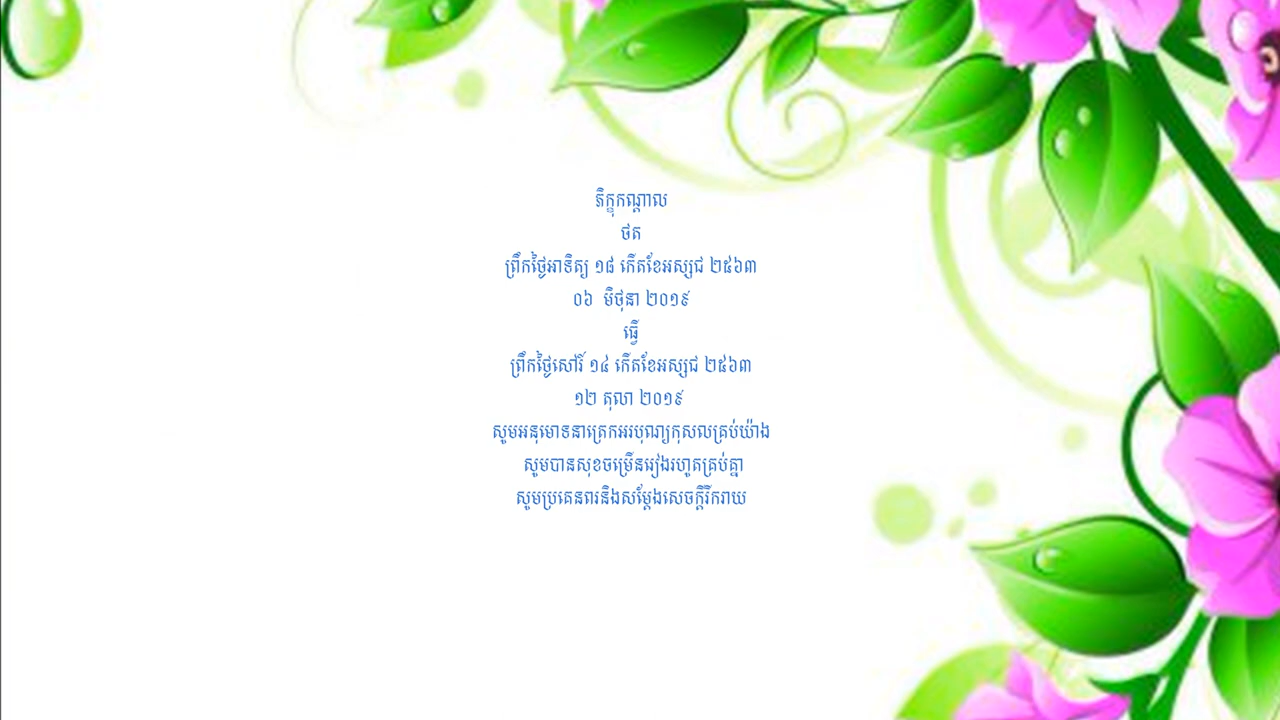 ភិក្ខុកណ្ដាល
ថត
ព្រឹកថ្ងៃអាទិត្យ ១៨ កើតខែអស្សុជ ២៥៦៣
០៦  មិថុនា ២០១៩
ធ្វើ
ព្រឹកថ្ងៃសៅរ៍ ១៤ កើតខែអស្សុជ ២៥៦៣
១២ តុលា ២០១៩
សូមអនុមោទនាត្រេកអរបុណ្យកុសលគ្រប់យ៉ាង
សូមបានសុខចម្រើនរៀងរហូតគ្រប់គ្នា
សូមប្រគេនពរនិងសម្ដែងសេចក្ដីរីករាយ